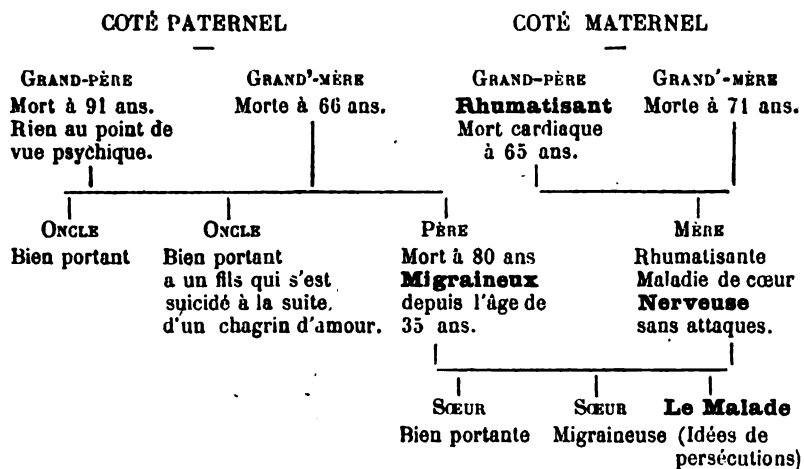 COTÉ PATERNEL
COTÉ MATERNEL
GRAND-PÈRE
Mort à 91 ans.
Rien au point de
vue psychique.
GRAND'-MÈRE
Morte à 66 ans.
GRAND-PÈRE
Rhumatisant
Mort cardiaque
à 65 ans.
GRAND'-MÈRE
Morte à 71 ans.
ONCLE
Bien portant
ONCLE
Bien portant
a un fils qui s'est
suicidé à la suite
d'un chagrin d'amour.
PÈRE
Mort à 80 ans
Migraineux
depuis l'âge de
35 ans.
MÈRE
Rhumatisante
Maladie de cœur
Nerveuse
sans attaques.
SŒUR
Bien portante
SŒUR
Migraineuse
Le Malade
(Idées de
persécutions)